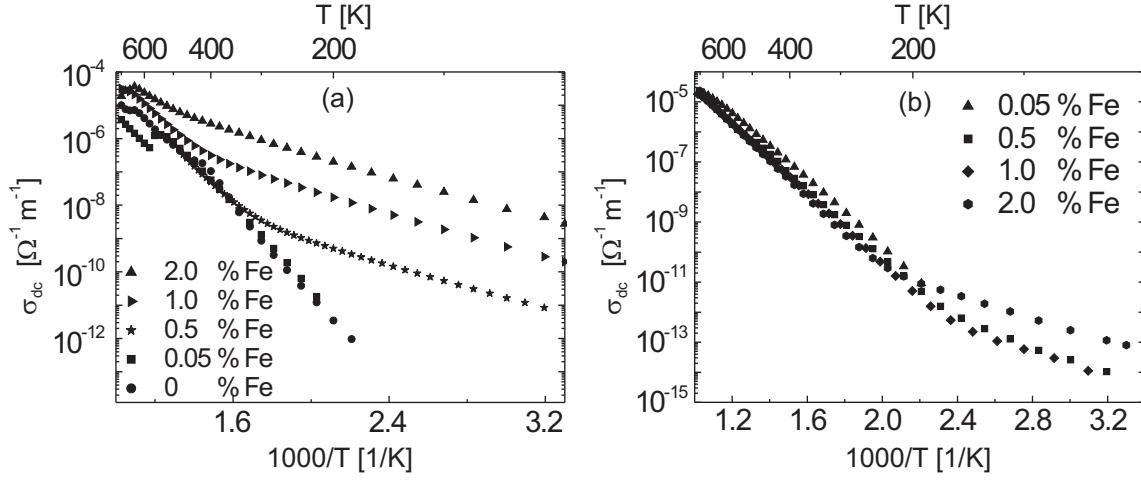 T [K]
600 400 200
10⁻⁴
10⁻⁶
10⁻⁸
10⁻¹⁰
10⁻¹²
σdc [Ω⁻¹ m⁻¹]
(a)
2.0 % Fe
1.0 % Fe
0.5 % Fe
0.05 % Fe
0 % Fe
1.6 2.4 3.2
1000/T [1/K]
T [K]
600 400 200
10⁻⁵
10⁻⁷
10⁻⁹
10⁻¹¹
10⁻¹³
10⁻¹⁵
σdc [Ω⁻¹ m⁻¹]
(b)
0.05 % Fe
0.5 % Fe
1.0 % Fe
2.0 % Fe
1.2 1.6 2.0 2.4 2.8 3.2
1000/T [1/K]